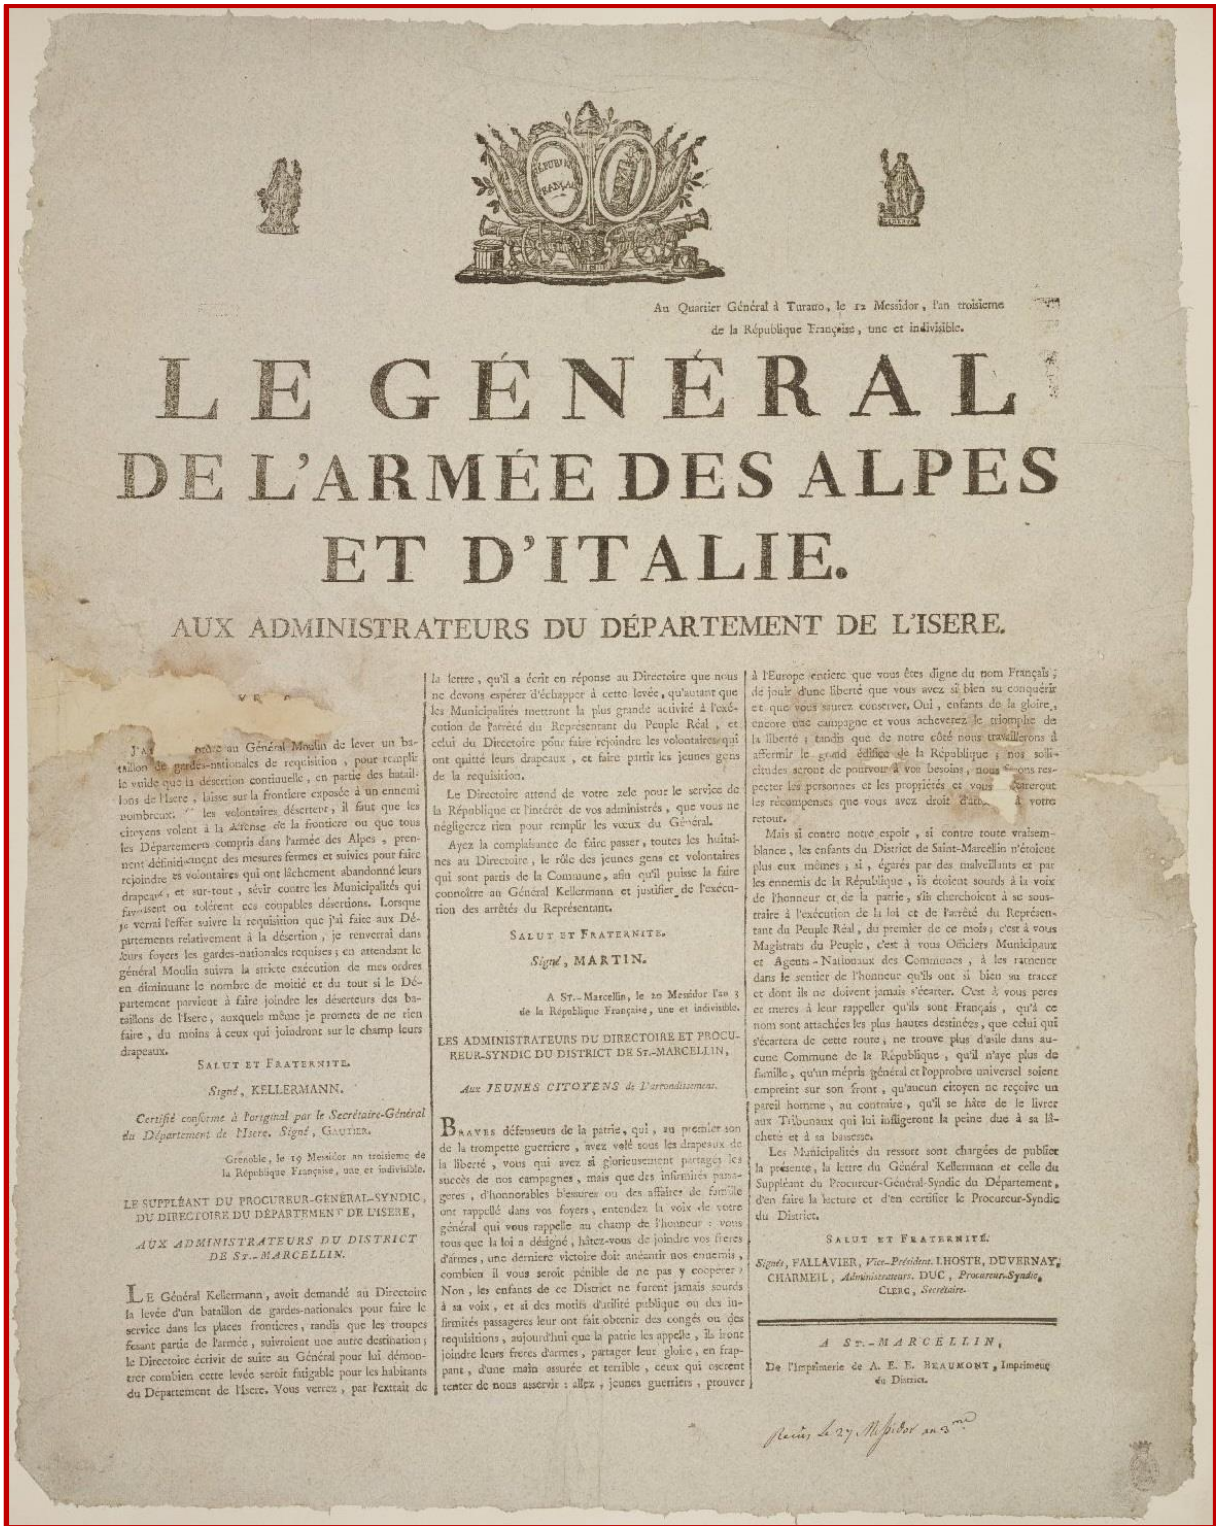 RÉPUBLIQ
FRANÇAI
LIBERTÉ
Au Quartier Général à Turano, le 12 Messidor, l'an troisieme
de la République Française, une et indivisible.
LE GÉNÉRAL
DE L'ARMÉE DES ALPES
ET D'ITALIE.
AUX ADMINISTRATEURS DU DÉPARTEMENT DE L'ISERE.
ordre au Général Moulin de lever un ba-
taillon de gardes-nationales de requisition, pour remplir
le vuide que la désertion continuelle, en partie des batail-
lons de l'Isere, laisse sur la frontiere exposée à un ennemi
nombreux. les volontaires désertent, il faut que les
citoyens volent à la défense de la frontiere ou que tous
les Départements compris dans l'armée des Alpes, pren-
nent définitivement des mesures fermes et suivies pour faire
rejoindre es volontaires qui ont lâchement abandonné leurs
drapeaux, et sur-tout, sévir contre les Municipalités qui
favorisent ou tolérent ces coupables désertions. Lorsque
je verrai l'effet suivre la requisition que j'ai faite aux Dé-
partements relativement à la désertion, je renverrai dans
leurs foyers les gardes-nationales requises; en attendant le
général Moulin suivra la stricte exécution de mes ordres
en diminuant le nombre de moitié et du tout si le Dé-
partement parvient à faire joindre les déserteurs des ba-
taillons de l'Isere, auxquels même je promets de ne rien
faire, du moins à ceux qui joindront sur le champ leurs
drapeaux.
SALUT ET FRATERNITE.
Signé, KELLERMANN.
Certifié conforme à l'original par le Secrétaire-Général
du Département de l'Isere. Signé, GAUTIER.
Grenoble, le 19 Messidor an troisieme de
la République Française, une et indivisible.
LE SUPPLÉANT DU PROCUREUR-GÉNÉRAL-SYNDIC,
DU DIRECTOIRE DU DÉPARTEMENT DE L'ISERE,
AUX ADMINISTRATEURS DU DISTRICT
DE ST.-MARCELLIN.
LE Général Kellermann, avoit demandé au Directoire
la levée d'un bataillon de gardes-nationales pour faire le
service dans les places frontieres, tandis que les troupes
fesant partie de l'armée, suivroient une autre destination;
le Directoire écrivit de suite au Général pour lui démon-
trer combien cette levée seroit fatigable pour les habitants
du Département de l'Isere. Vous verrez, par l'extrait de
la lettre, qu'il a écrit en réponse au Directoire que nous
ne devons espérer d'échapper à cette levée, qu'autant que
les Municipalités mettront la plus grande activité à l'exé-
cution de l'arrêté du Représentant du Peuple Réal, et
celui du Directoire pour faire rejoindre les volontaires qui
ont quitté leurs drapeaux, et faire partir les jeunes gens
de la requisition.
Le Directoire attend de votre zele pour le service de
la République et l'intérêt de vos administrés, que vous ne
négligerez rien pour remplir les vœux du Général.
Ayez la complaisance de faire passer, toutes les huitai-
nes au Directoire, le rôle des jeunes gens et volontaires
qui sont partis de la Commune, afin qu'il puisse la faire
connoître au Général Kellermann et justifier de l'exécu-
tion des arrêtés du Représentant.
SALUT ET FRATERNITE.
Signé, MARTIN.
A ST.-Marcellin, le 20 Messidor l'an 3
de la République Française, une et indivisible.
LES ADMINISTRATEURS DU DIRECTOIRE ET PROCU-
REUR-SYNDIC DU DISTRICT DE ST.-MARCELLIN,
Aux JEUNES CITOYENS de l'arrondissement.
BRAVES défenseurs de la patrie, qui, au premier son
de la trompette guerriere, avez volé sous les drapeaux de
la liberté, vous qui avez si glorieusement partagés les
succès de nos campagnes, mais que des infirmités passa-
geres, d'honorables blessures ou des affaires de famille
ont rappellé dans vos foyers, entendez la voix de votre
général qui vous rappelle au champ de l'honneur: vous
tous que la loi a désigné, hâtez-vous de joindre vos freres
d'armes, une derniere victoire doit anéantir nos ennemis,
combien il vous seroit pénible de ne pas y coopérer?
Non, les enfants de ce District ne furent jamais sourds
à sa voix, et si des motifs d'utilité publique ou des in-
firmités passageres leur ont fait obtenir des congés ou des
requisitions, aujourd'hui que la patrie les appelle, ils iront
joindre leurs freres d'armes, partager leur gloire, en frap-
pant, d'une main assurée et terrible, ceux qui oserent
tenter de nous asservir: allez, jeunes guerriers, prouver
à l'Europe entiere que vous êtes digne du nom Français;
de jouir d'une liberté que vous avez si bien su conquérir
et que vous saurez conserver. Oui, enfants de la gloire,
encore une campagne et vous acheverez le triomphe de
la liberté; tandis que de notre côté nous travaillerons à
affermir le grand édifice de la République; nos solli-
citudes seront de pourvoir à vos besoins, nous ferons res-
pecter les personnes et les propriétés et vous
les récompenses que vous avez droit à votre
retour.
Mais si contre notre espoir, si contre toute vraisem-
blance, les enfants du District de Saint-Marcellin n'étoient
plus eux mêmes; si, égarés par des malveillants et par
les ennemis de la République, ils étoient sourds à la voix
de l'honneur et de la patrie, s'ils cherchoient à se sous-
traire à l'exécution de la loi et de l'arrêté du Représen-
tant du Peuple Réal, du premier de ce mois; c'est à vous
Magistrats du Peuple, c'est à vous Officiers Municipaux
et Agents-Nationaux des Communes, à les ramener
dans le sentier de l'honneur qu'ils ont si bien su tracer
et dont ils ne doivent jamais s'écarter. C'est à vous peres
et meres à leur rappeller qu'ils sont Français, qu'à ce
nom sont attachées les plus hautes destinées, que celui qui
s'écartera de cette route, ne trouve plus d'asile dans au-
cune Commune de la République, qu'il n'aye plus de
famille, qu'un mépris général et l'opprobre universel soient
empreint sur son front, qu'aucun citoyen ne reçoive un
pareil homme, au contraire, qu'il se hâte de le livrer
aux Tribunaux qui lui infligeront la peine due à sa lâ-
cheté et à sa bassesse.
Les Municipalités du ressort sont chargées de publier
la présente, la lettre du Général Kellermann et celle du
Suppléant du Procureur-Général-Syndic du Département,
d'en faire la lecture et d'en certifier le Procureur-Syndic
du District.
SALUT ET FRATERNITÉ.
Signés, FALLAVIER, Vice-Président. LHOSTE, DUVERNAY,
CHARMEIL, Administrateurs. DUC, Procureur-Syndic,
CLERC, Secrétaire.
A ST.-MARCELLIN,
De l'Imprimerie de A. E. E. BEAUMONT, Imprimeur
du District.
Reçus Le 27 Messidor an 3me